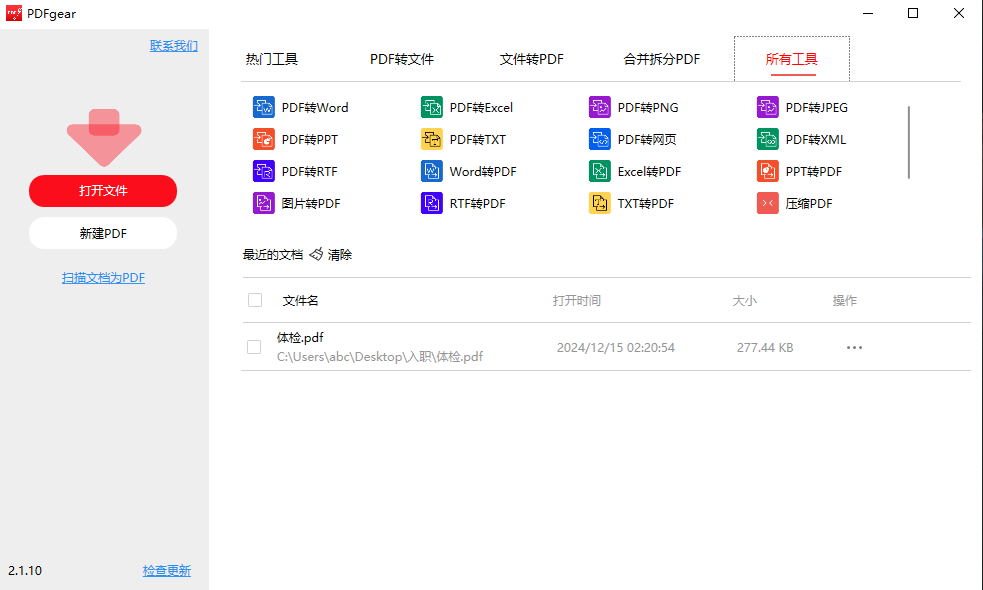 PDFgear
联系我们
打开文件
新建PDF
扫描文档为PDF
2.1.10 检查更新
热门工具 PDF转文件 文件转PDF 合并拆分PDF 所有工具
PDF转Word PDF转Excel PDF转PNG PDF转JPEG
PDF转PPT PDF转TXT PDF转网页 PDF转XML
PDF转RTF Word转PDF Excel转PDF PPT转PDF
图片转PDF RTF转PDF TXT转PDF 压缩PDF
最近的文档 清除
文件名 打开时间 大小 操作
体检.pdf
C:\Users\abc\Desktop\入职\体检.pdf 2024/12/15 02:20:54 277.44 KB